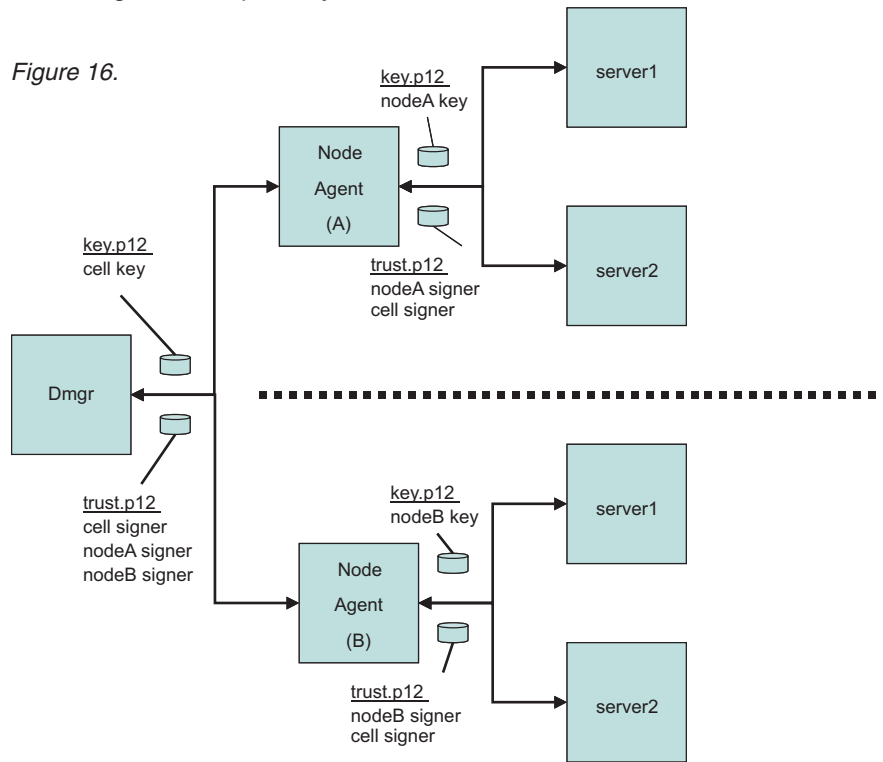 Figure 16.
key.p12
nodeA key
server1
Node
Agent
(A)
trust.p12
nodeA signer
cell signer
server2
key.p12
cell key
Dmgr
trust.p12
cell signer
nodeA signer
nodeB signer
key.p12
nodeB key
server1
Node
Agent
(B)
trust.p12
nodeB signer
cell signer
server2